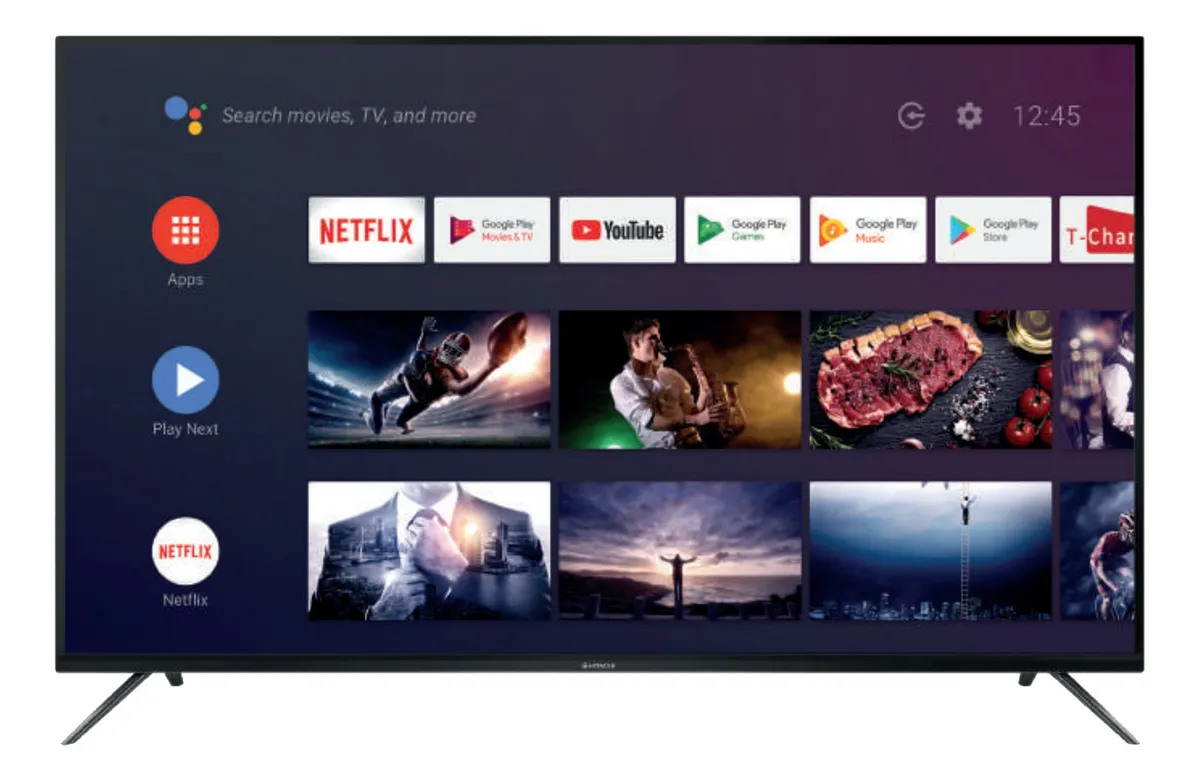 Search movies, TV, and more
12:45
NETFLIX
Google Play
Movies & TV
YouTube
Google Play
Games
Google Play
Music
Google Play
Store
T-Char
Apps
Play Next
NETFLIX
Netflix
HITACHI